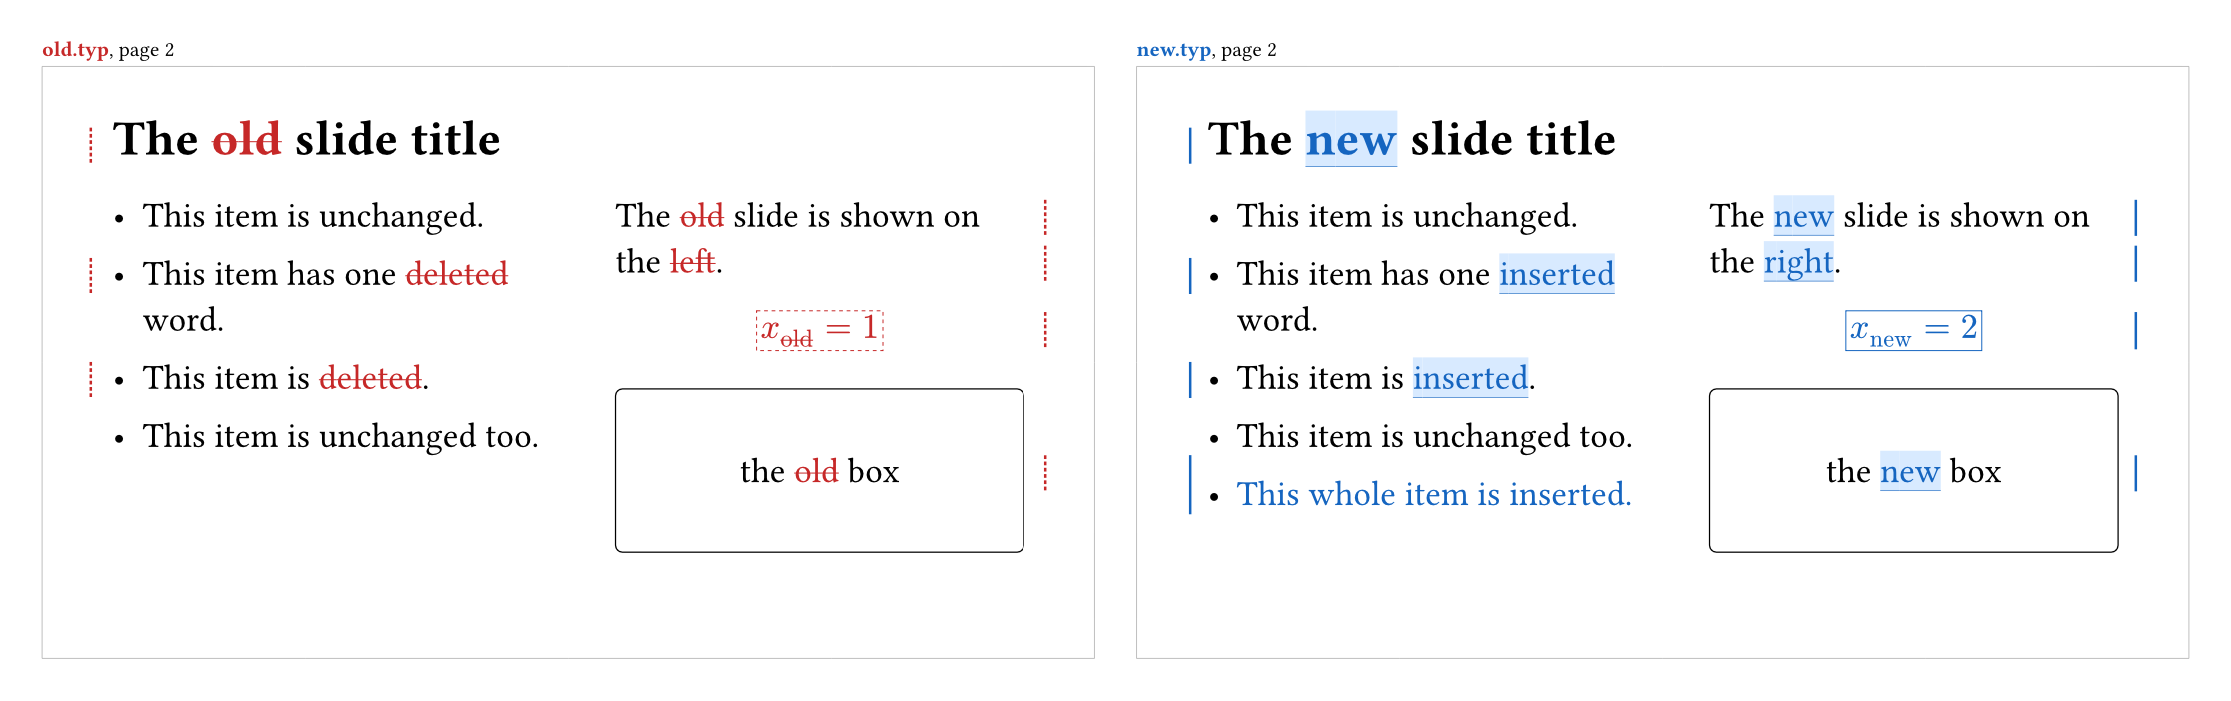 old.typ, page 2
The old slide title
• This item is unchanged.
• This item has one deleted
word.
• This item is deleted.
• This item is unchanged too.
The old slide is shown on
the left.
x_old = 1
the old box
new.typ, page 2
The new slide title
• This item is unchanged.
• This item has one inserted
word.
• This item is inserted.
• This item is unchanged too.
• This whole item is inserted.
The new slide is shown on
the right.
x_new = 2
the new box